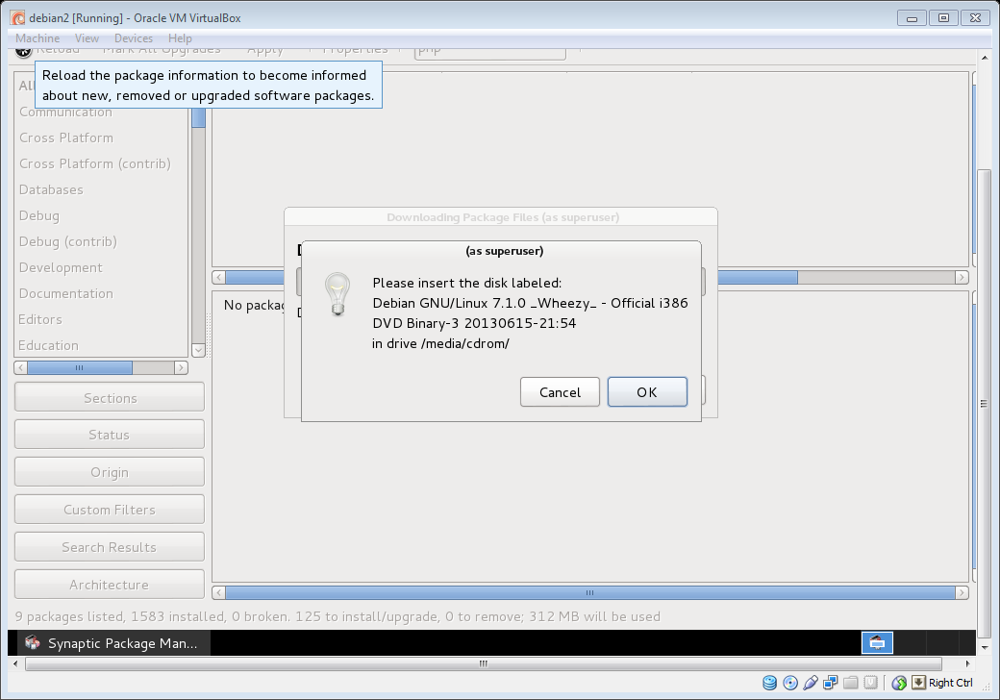 debian2 [Running] - Oracle VM VirtualBox
Machine View Devices Help
Reload Mark All Upgrades Apply Properties php
Reload the package information to become informed
about new, removed or upgraded software packages.
All
Communication
Cross Platform
Cross Platform (contrib)
Databases
Debug
Debug (contrib)
Development
Documentation
Editors
Education
Sections
Status
Origin
Custom Filters
Search Results
Architecture
No packag
Downloading Package Files (as superuser)
(as superuser)
Please insert the disk labeled:
Debian GNU/Linux 7.1.0 _Wheezy_ - Official i386
DVD Binary-3 20130615-21:54
in drive /media/cdrom/
Cancel OK
9 packages listed, 1583 installed, 0 broken. 125 to install/upgrade, 0 to remove; 312 MB will be used
Synaptic Package Man...
Right Ctrl